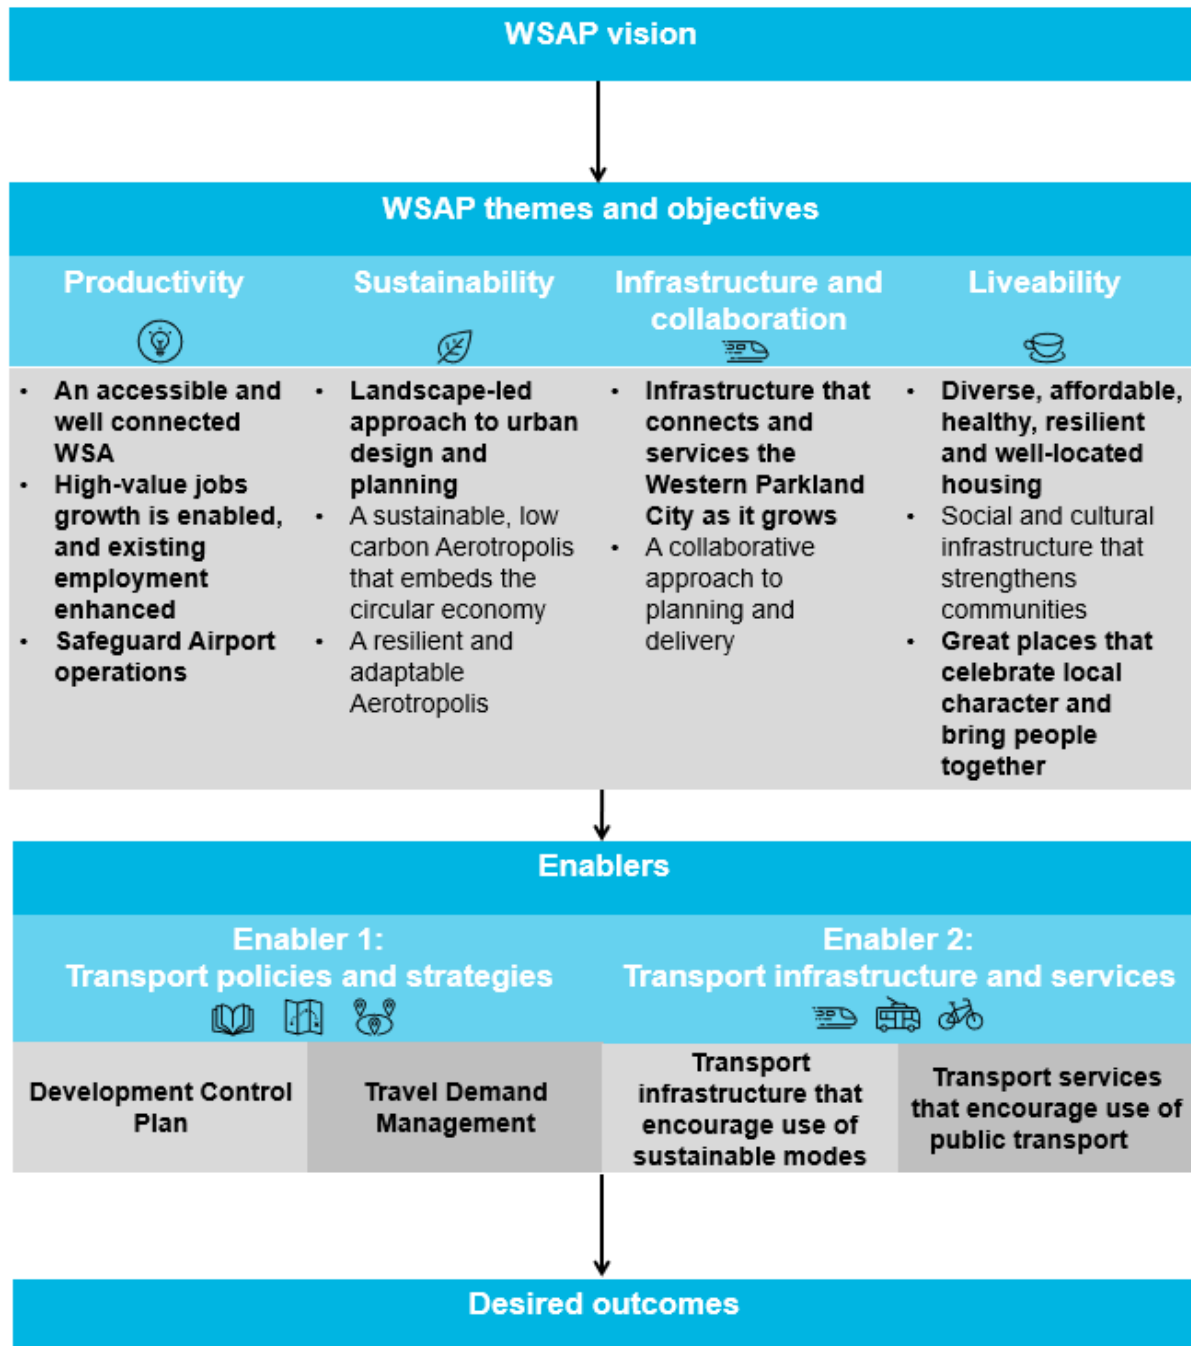 WSAP vision
WSAP themes and objectives
Productivity
• An accessible and
well connected
WSA
• High-value jobs
growth is enabled,
and existing
employment
enhanced
• Safeguard Airport
operations
Sustainability
• Landscape-led
approach to urban
design and
planning
• A sustainable, low
carbon Aerotropolis
that embeds the
circular economy
• A resilient and
adaptable
Aerotropolis
Infrastructure and
collaboration
• Infrastructure that
connects and
services the
Western Parkland
City as it grows
• A collaborative
approach to
planning and
delivery
Liveability
• Diverse, affordable,
healthy, resilient
and well-located
housing
• Social and cultural
infrastructure that
strengthens
communities
• Great places that
celebrate local
character and
bring people
together
Enablers
Enabler 1:
Transport policies and strategies
Development Control
Plan
Travel Demand
Management
Enabler 2:
Transport infrastructure and services
Transport
infrastructure that
encourage use of
sustainable modes
Transport services
that encourage use of
public transport
Desired outcomes